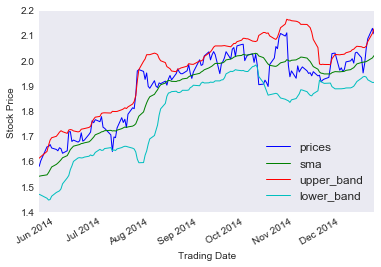 2.2
2.1
2.0
1.9
1.8
1.7
1.6
1.5
1.4
Stock Price
prices
sma
upper_band
lower_band
Jun 2014
Jul 2014
Aug 2014
Sep 2014
Oct 2014
Nov 2014
Dec 2014
Trading Date